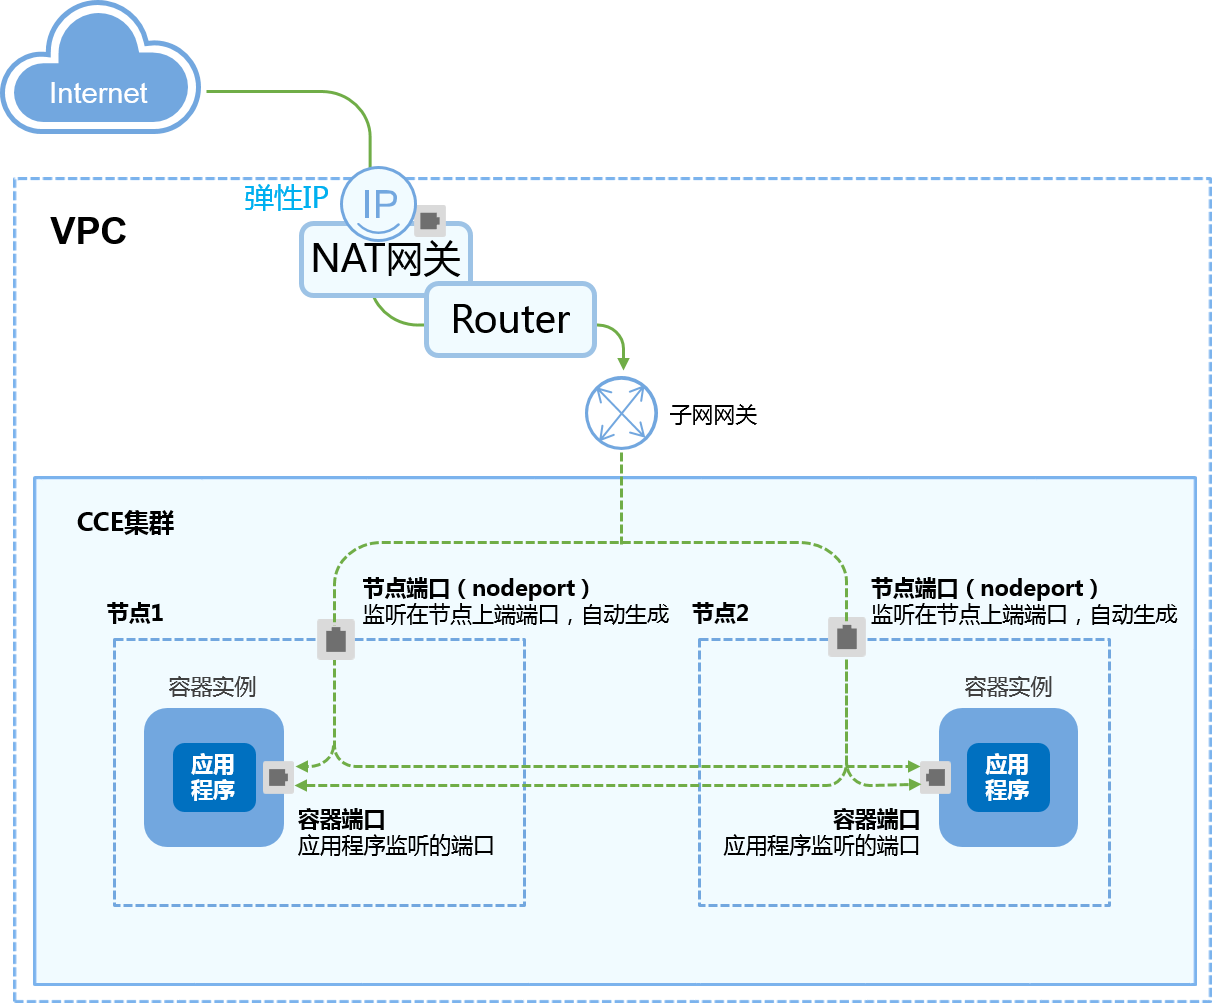 Internet
弹性IP
IP
VPC
NAT网关
Router
子网网关
CCE集群
节点端口（nodeport）
监听在节点上端端口，自动生成
节点1
节点端口（nodeport）
监听在节点上端端口，自动生成
节点2
容器实例
应用
程序
容器端口
应用程序监听的端口
容器实例
应用
程序
容器端口
应用程序监听的端口